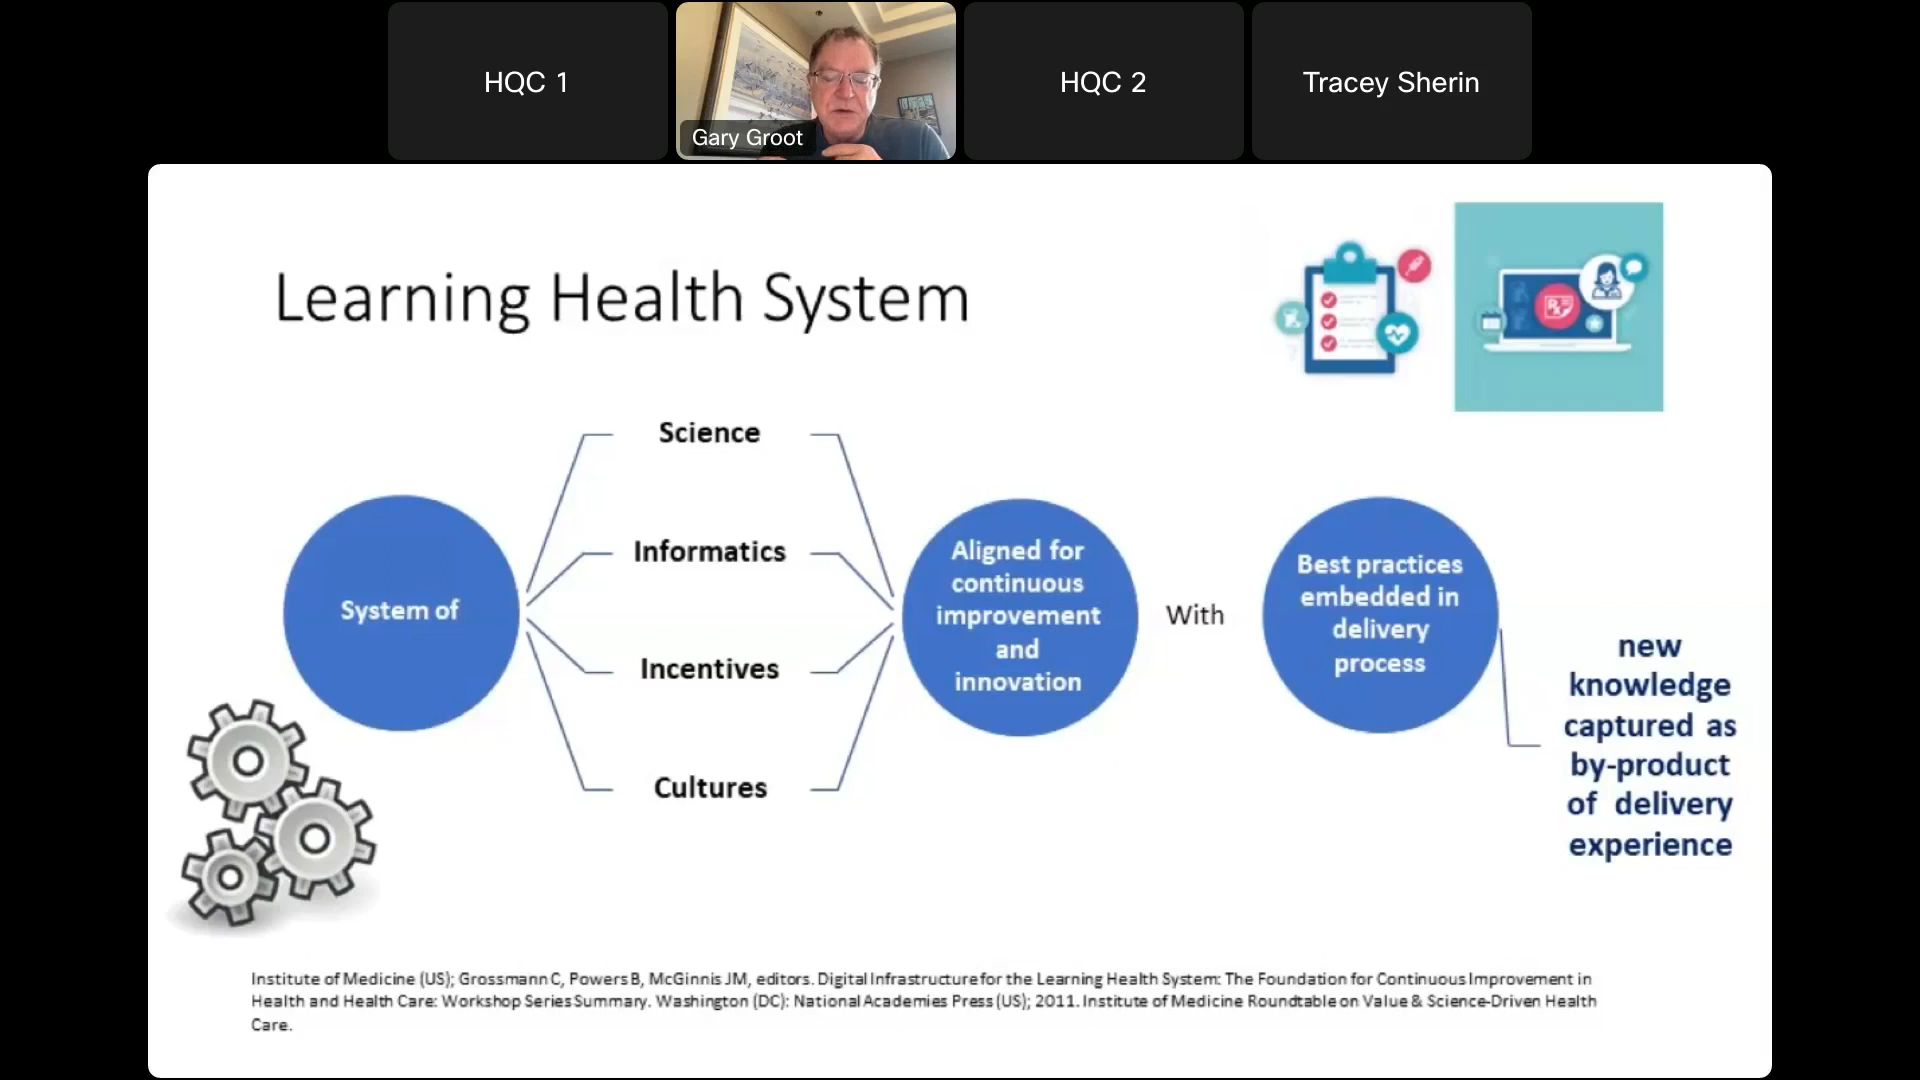 HQC 1
Gary Groot
HQC 2
Tracey Sherin
Learning Health System
System of
Science
Informatics
Incentives
Cultures
Aligned for
continuous
improvement
and
innovation
With
Best practices
embedded in
delivery
process
new
knowledge
captured as
by-product
of delivery
experience
Institute of Medicine (US); Grossmann C, Powers B, McGinnis JM, editors. Digital Infrastructure for the Learning Health System: The Foundation for Continuous Improvement in
Health and Health Care: Workshop Series Summary. Washington (DC): National Academies Press (US); 2011. Institute of Medicine Roundtable on Value & Science-Driven Health
Care.